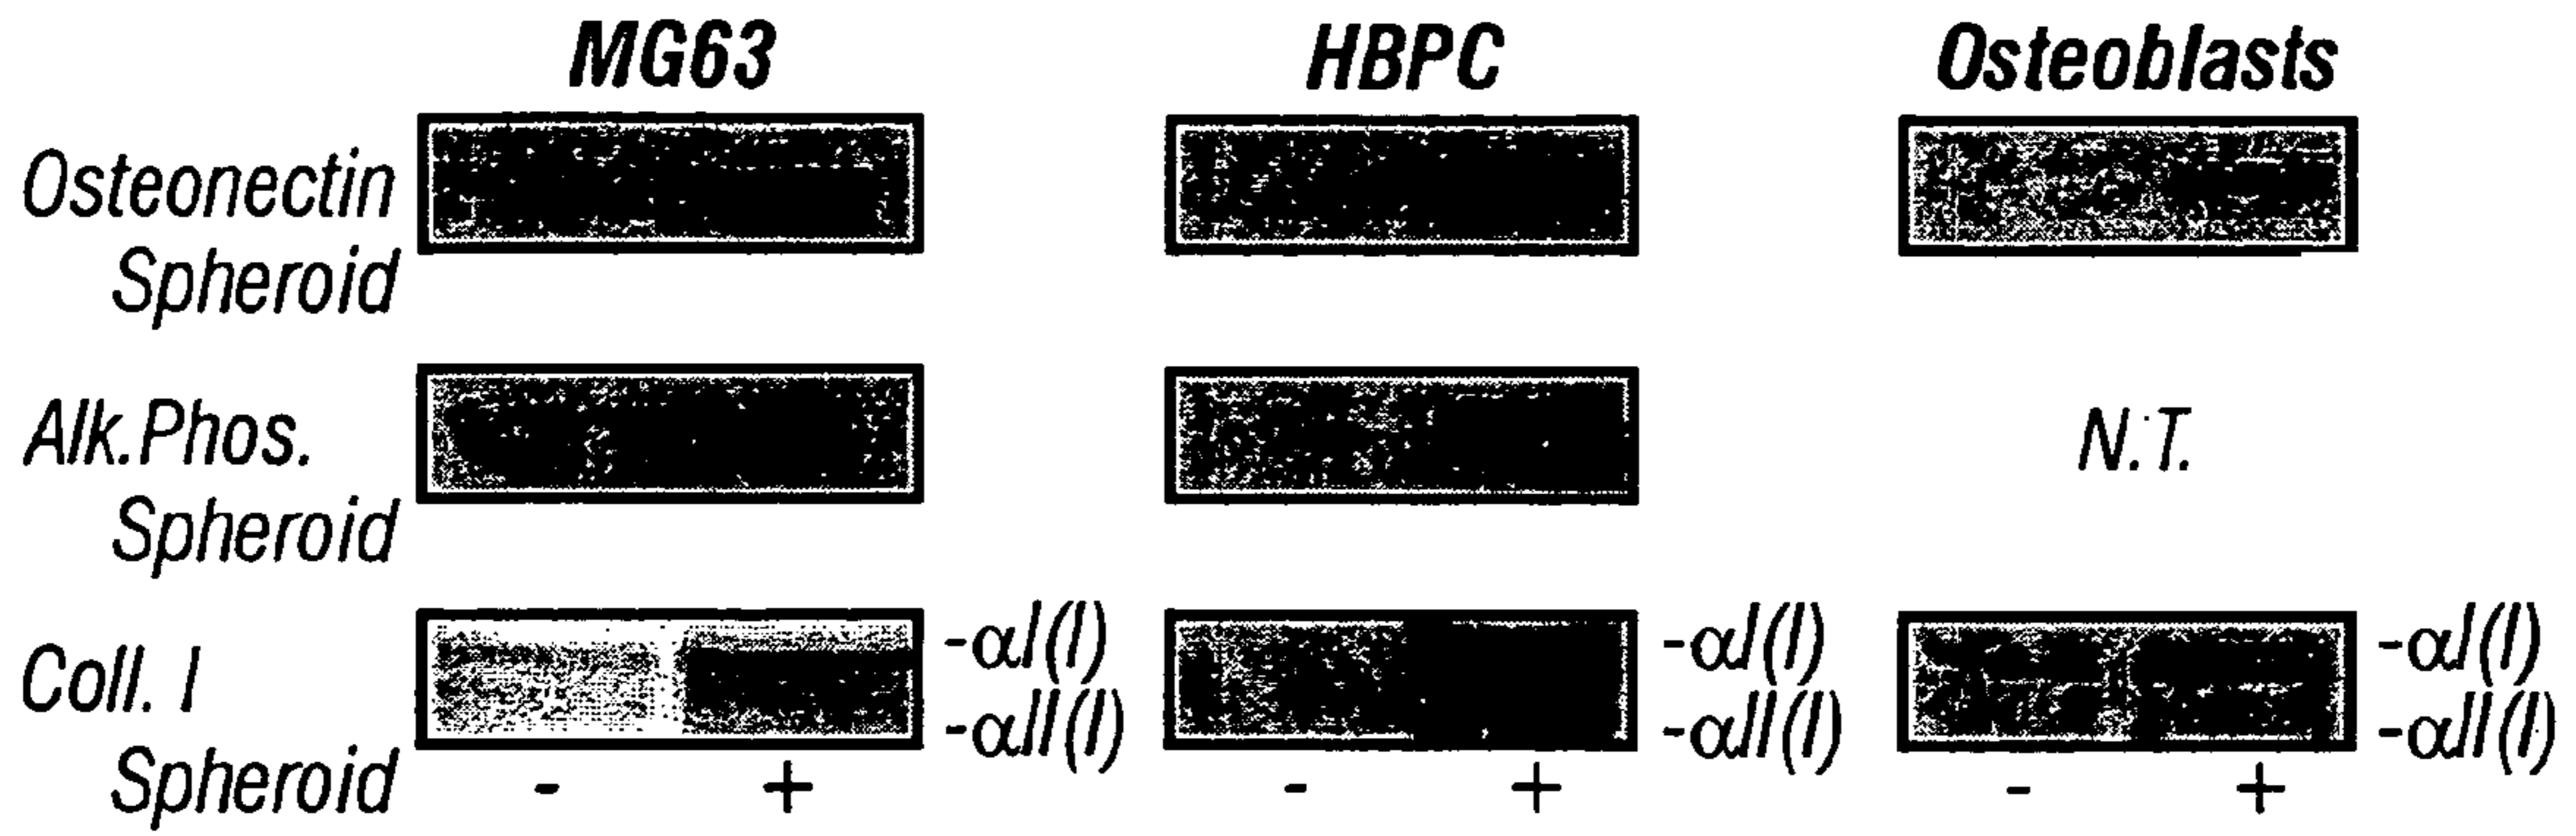 MG63 HBPC Osteoblasts
Osteonectin
Spheroid
Alk.Phos. N.T.
Spheroid
Coll. I -αI(I) -αI(I) -αI(I)
-αII(I) -αII(I) -αII(I)
Spheroid - + - + - +